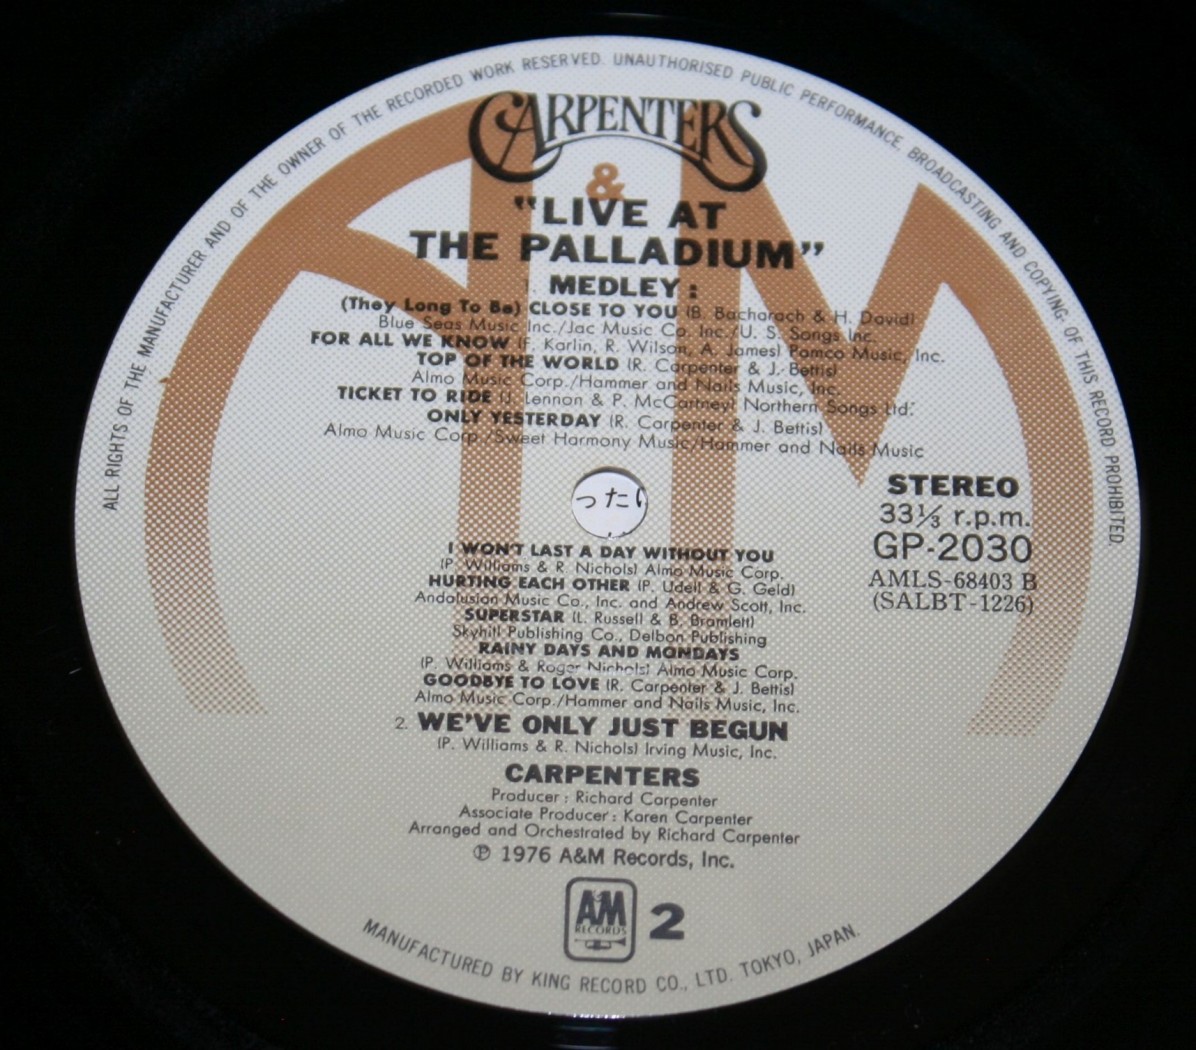 ALL RIGHTS OF THE MANUFACTURER AND OF THE OWNER OF THE RECORDED WORK RESERVED. UNAUTHORISED PUBLIC PERFORMANCE, BROADCASTING AND COPYING OF THIS RECORD PROHIBITED.
CARPENTERS
&
"LIVE AT
THE PALLADIUM"
1. MEDLEY:
(They Long To Be) CLOSE TO YOU (B. Bacharach & H. David)
Blue Seas Music Inc./Jac Music Co. Inc./U. S. Songs Inc.
FOR ALL WE KNOW (F. Karlin, R. Wilson, A. James) Pamco Music, Inc.
TOP OF THE WORLD (R. Carpenter & J. Bettis)
Almo Music Corp./Hammer and Nails Music, Inc.
TICKET TO RIDE (J. Lennon & P. McCartney) Northern Songs Ltd.
ONLY YESTERDAY (R. Carpenter & J. Bettis)
Almo Music Corp./Sweet Harmony Music/Hammer and Nails Music
STEREO
33⅓ r.p.m.
GP-2030
AMLS-68403 B
(SALBT-1226)
った
I WON'T LAST A DAY WITHOUT YOU
(P. Williams & R. Nichols) Almo Music Corp.
HURTING EACH OTHER (P. Udell & G. Geld)
Andalusian Music Co., Inc. and Andrew Scott, Inc.
SUPERSTAR (L. Russell & B. Bramlett)
Skyhill Publishing Co., Delbon Publishing
RAINY DAYS AND MONDAYS
(P. Williams & Roger Nichols) Almo Music Corp.
GOODBYE TO LOVE (R. Carpenter & J. Bettis)
Almo Music Corp./Hammer and Nails Music, Inc.
2. WE'VE ONLY JUST BEGUN
(P. Williams & R. Nichols) Irving Music, Inc.
CARPENTERS
Producer : Richard Carpenter
Associate Producer : Karen Carpenter
Arranged and Orchestrated by Richard Carpenter
℗ 1976 A&M Records, Inc.
A&M
RECORDS
2
MANUFACTURED BY KING RECORD CO., LTD. TOKYO, JAPAN.